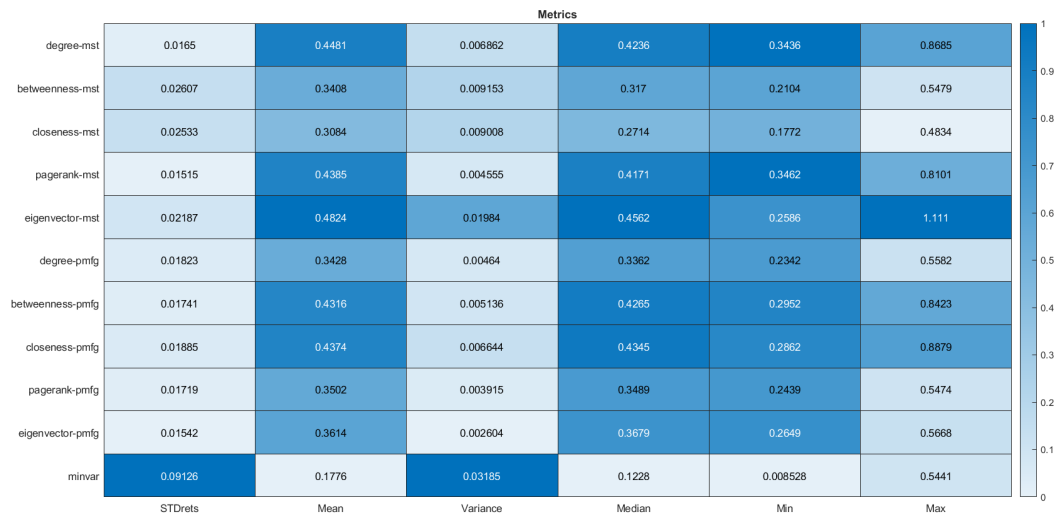 Metrics
degree-mst 0.0165 0.4481 0.006862 0.4236 0.3436 0.8685
betweenness-mst 0.02607 0.3408 0.009153 0.317 0.2104 0.5479
closeness-mst 0.02533 0.3084 0.009008 0.2714 0.1772 0.4834
pagerank-mst 0.01515 0.4385 0.004555 0.4171 0.3462 0.8101
eigenvector-mst 0.02187 0.4824 0.01984 0.4562 0.2586 1.111
degree-pmfg 0.01823 0.3428 0.00464 0.3362 0.2342 0.5582
betweenness-pmfg 0.01741 0.4316 0.005136 0.4265 0.2952 0.8423
closeness-pmfg 0.01885 0.4374 0.006644 0.4345 0.2862 0.8879
pagerank-pmfg 0.01719 0.3502 0.003915 0.3489 0.2439 0.5474
eigenvector-pmfg 0.01542 0.3614 0.002604 0.3679 0.2649 0.5668
minvar 0.09126 0.1776 0.03185 0.1228 0.008528 0.5441
STDrets Mean Variance Median Min Max
1
0.9
0.8
0.7
0.6
0.5
0.4
0.3
0.2
0.1
0